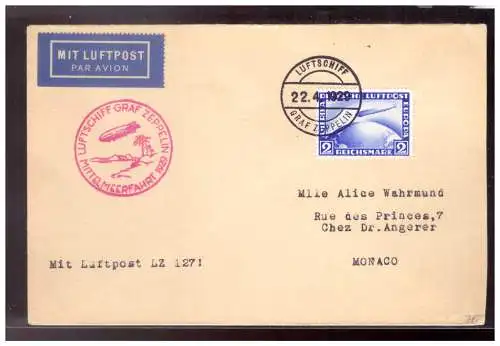 MIT LUFTPOST
PAR AVION
LUFTSCHIFF
22.4.1929
GRAF ZEPPELIN
2 REICHSMARK 2
LUFTSCHIFF GRAF ZEPPELIN
MITTELMEERFAHRT 1929
Mlle Alice Wahrmund
Rue des Princes,7
Chez Dr.Angerer
MONACO
Mit Luftpost LZ 127!